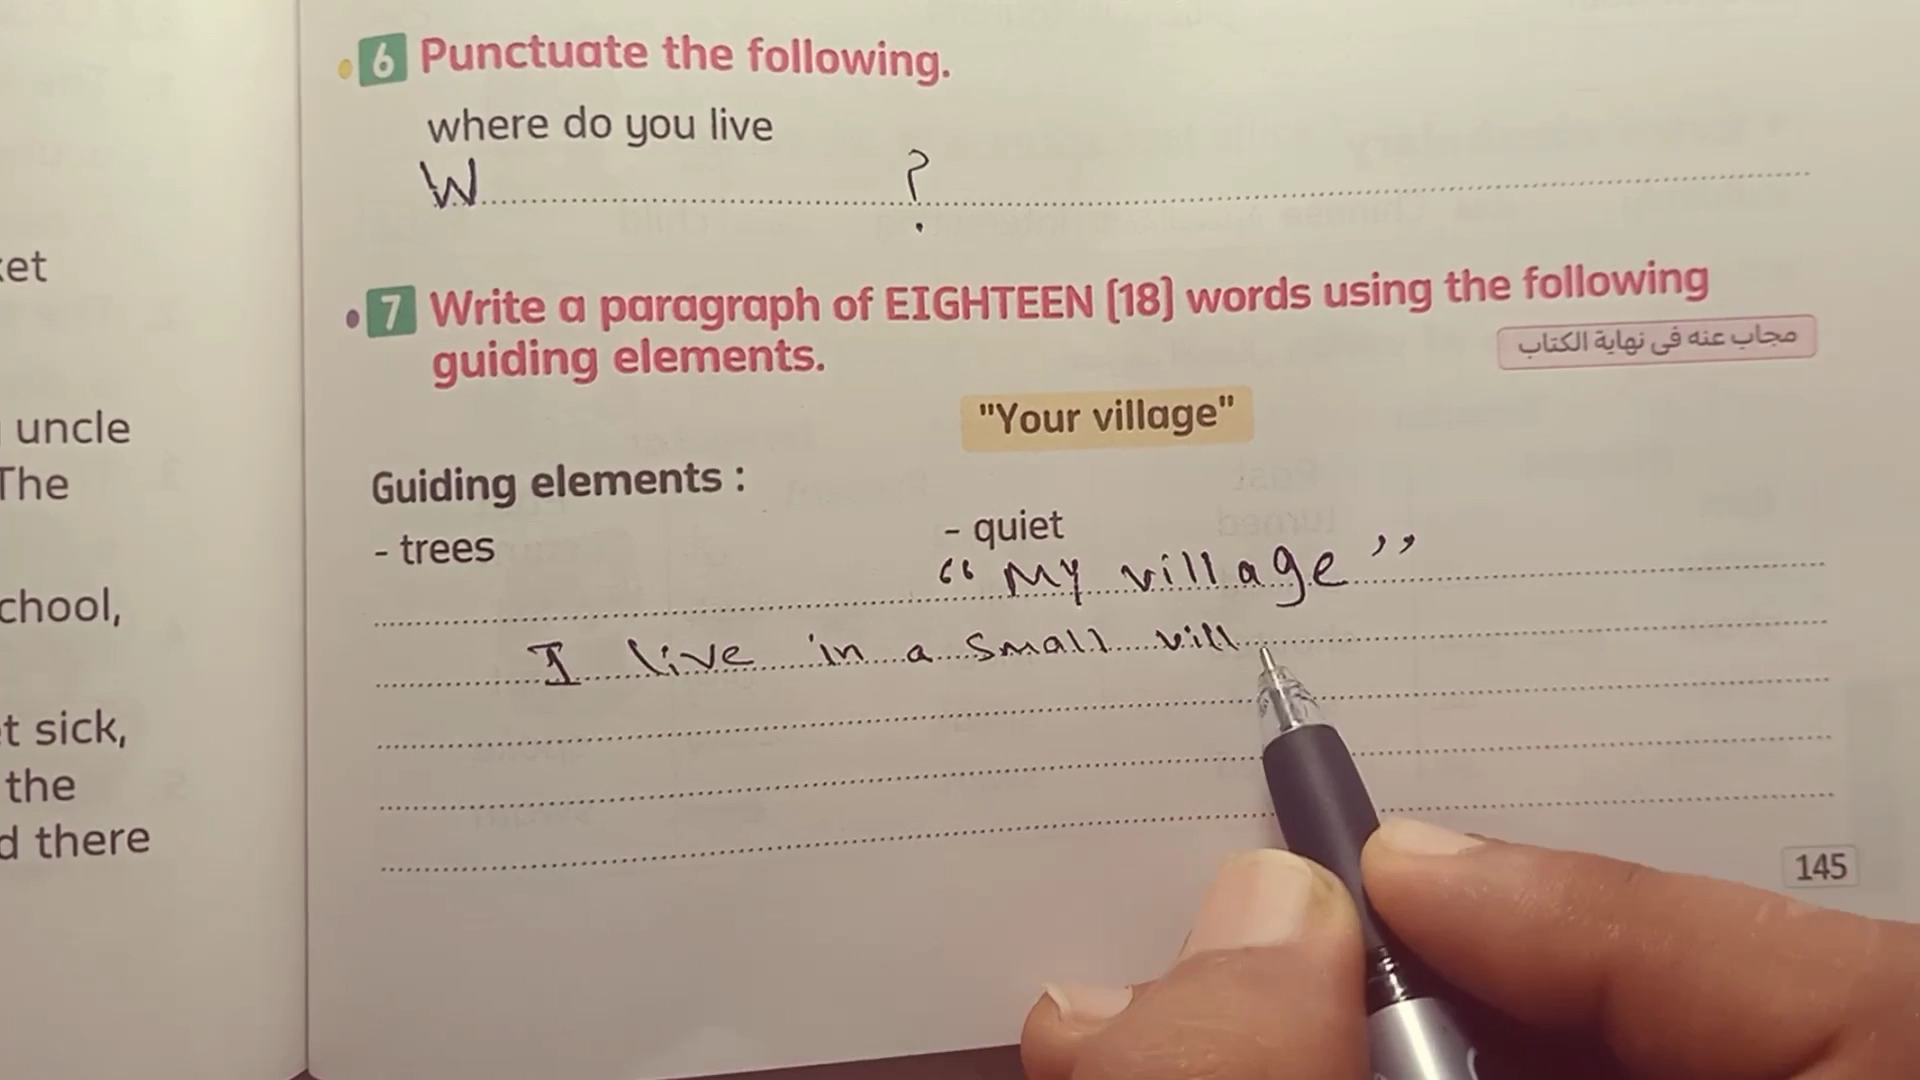 6 Punctuate the following.
where do you live
W ?
7 Write a paragraph of EIGHTEEN [18] words using the following
guiding elements.
مجاب عنه فى نهاية الكتاب
"Your village"
Guiding elements :
- trees - quiet
“ My village ”
I live in a small vill
145
uncle
The
chool,
t sick,
the
d there